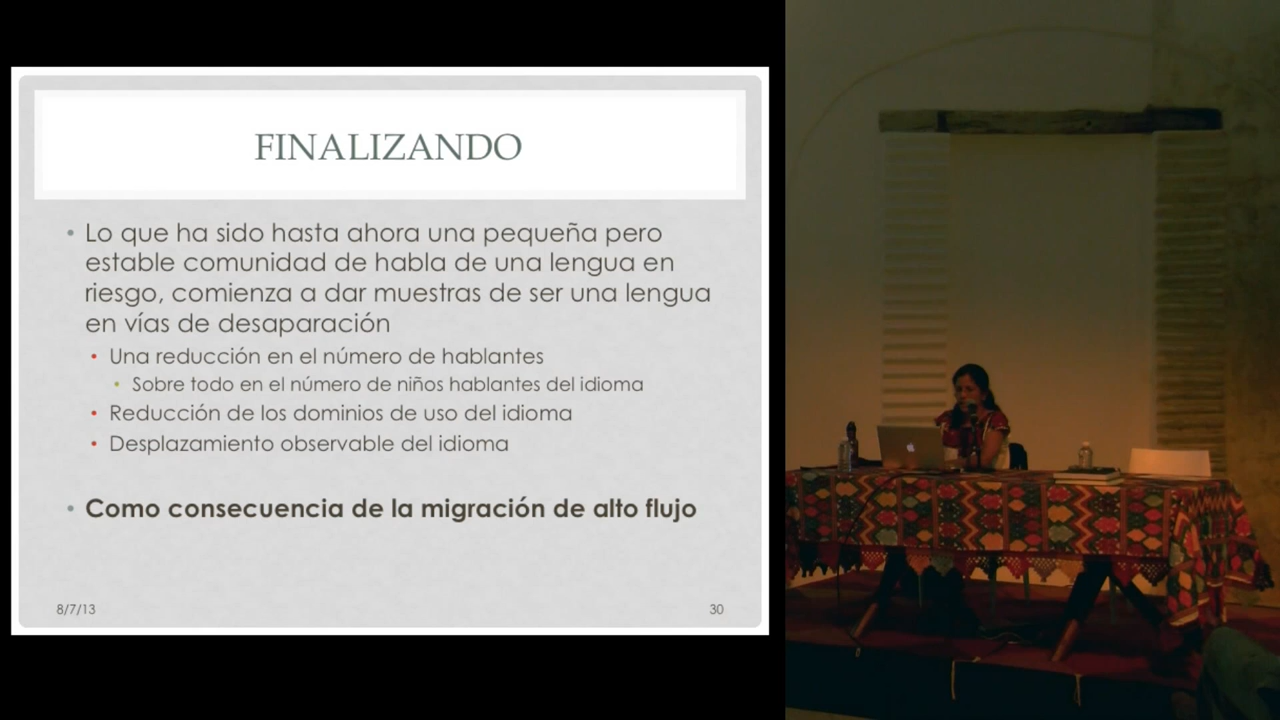 FINALIZANDO
• Lo que ha sido hasta ahora una pequeña pero
estable comunidad de habla de una lengua en
riesgo, comienza a dar muestras de ser una lengua
en vías de desaparación
• Una reducción en el número de hablantes
• Sobre todo en el número de niños hablantes del idioma
• Reducción de los dominios de uso del idioma
• Desplazamiento observable del idioma
• Como consecuencia de la migración de alto flujo
8/7/13
30